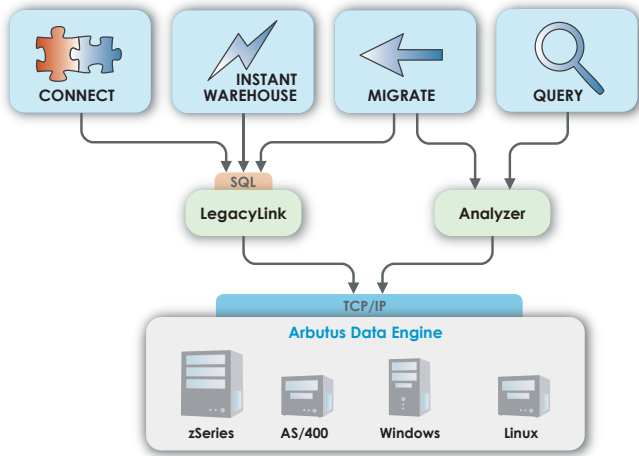 CONNECT
INSTANT
WAREHOUSE
MIGRATE
QUERY
SQL
LegacyLink
Analyzer
TCP/IP
Arbutus Data Engine
zSeries
AS/400
Windows
Linux